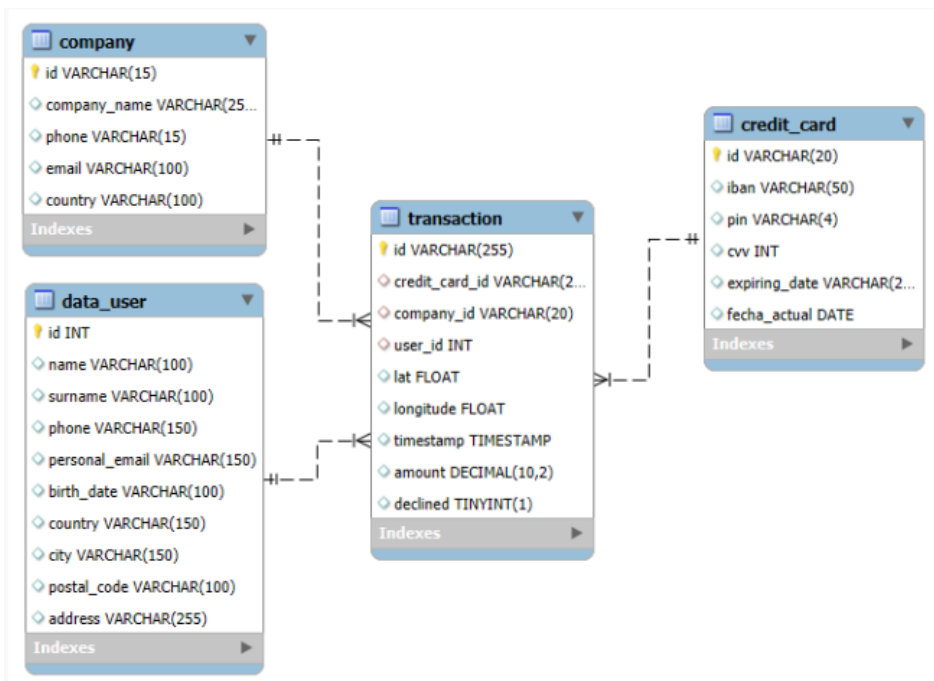 company
id VARCHAR(15)
company_name VARCHAR(25...
phone VARCHAR(15)
email VARCHAR(100)
country VARCHAR(100)
Indexes
data_user
id INT
name VARCHAR(100)
surname VARCHAR(100)
phone VARCHAR(150)
personal_email VARCHAR(150)
birth_date VARCHAR(100)
country VARCHAR(150)
city VARCHAR(150)
postal_code VARCHAR(100)
address VARCHAR(255)
Indexes
transaction
id VARCHAR(255)
credit_card_id VARCHAR(2...
company_id VARCHAR(20)
user_id INT
lat FLOAT
longitude FLOAT
timestamp TIMESTAMP
amount DECIMAL(10,2)
declined TINYINT(1)
Indexes
credit_card
id VARCHAR(20)
iban VARCHAR(50)
pin VARCHAR(4)
cvv INT
expiring_date VARCHAR(2...
fecha_actual DATE
Indexes